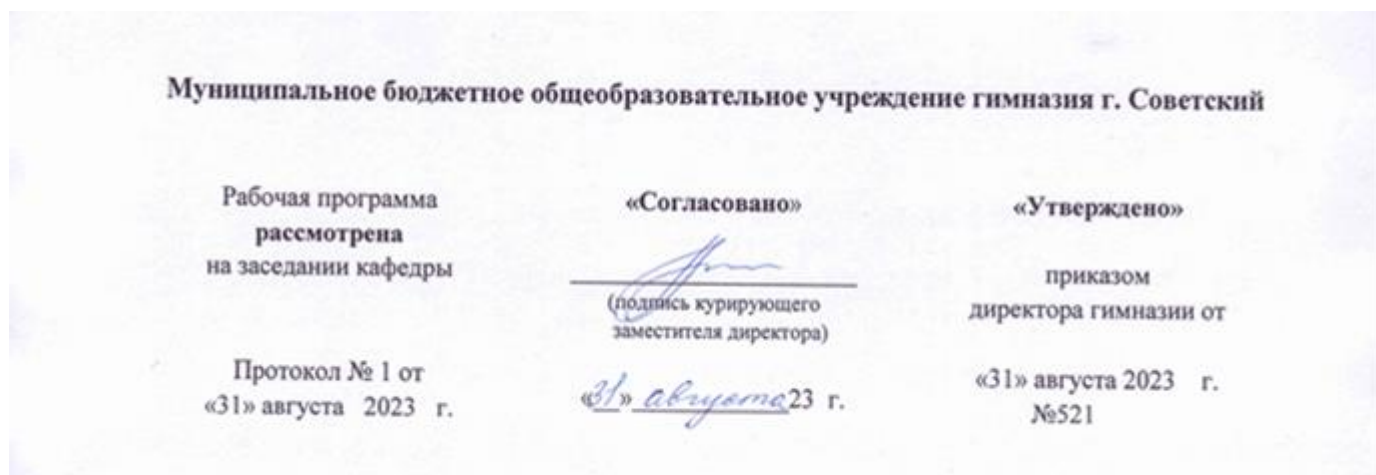 Муниципальное бюджетное общеобразовательное учреждение гимназия г. Советский
Рабочая программа
рассмотрена
на заседании кафедры
Протокол № 1 от
«31» августа 2023 г.
«Согласовано»
(подпись курирующего
заместителя директора)
«31» августа 23 г.
«Утверждено»
приказом
директора гимназии от
«31» августа 2023 г.
№521